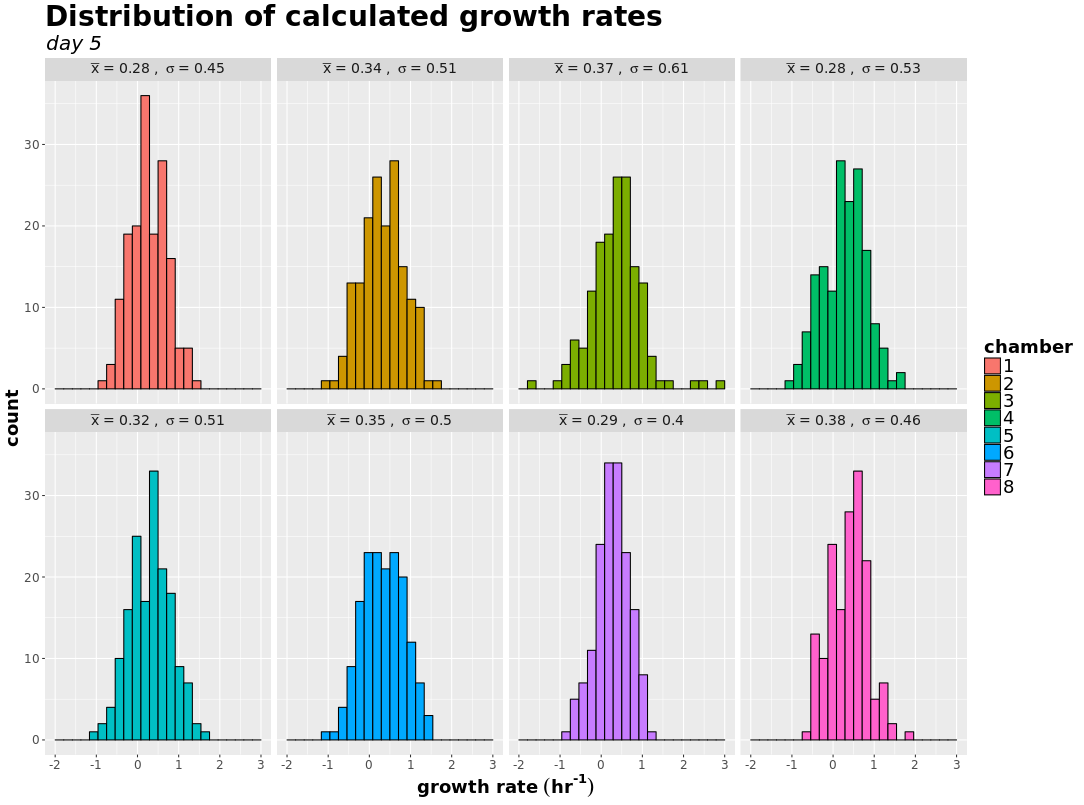 Distribution of calculated growth rates
day 5
x̅ = 0.28 , σ = 0.45
x̅ = 0.34 , σ = 0.51
x̅ = 0.37 , σ = 0.61
x̅ = 0.28 , σ = 0.53
30
20
10
0
x̅ = 0.32 , σ = 0.51
x̅ = 0.35 , σ = 0.5
x̅ = 0.29 , σ = 0.4
x̅ = 0.38 , σ = 0.46
30
20
10
0
-2 -1 0 1 2 3
-2 -1 0 1 2 3
-2 -1 0 1 2 3
-2 -1 0 1 2 3
count
growth rate (hr⁻¹)
chamber
1
2
3
4
5
6
7
8